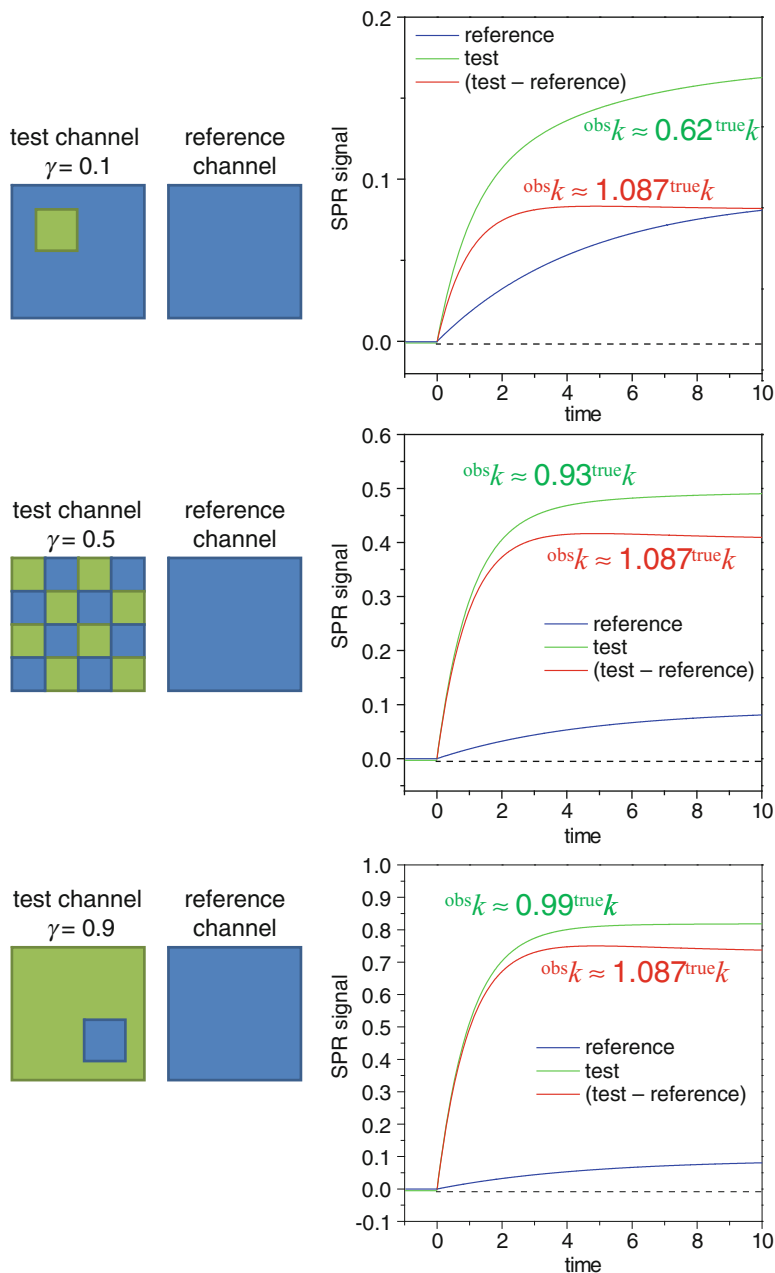 test channel
γ = 0.1
reference
channel
0.2
0.1
0.0
SPR signal
reference
test
(test – reference)
obsk ≈ 0.62truek
obsk ≈ 1.087truek
0 2 4 6 8 10
time
test channel
γ = 0.5
reference
channel
0.6
0.5
0.4
0.3
0.2
0.1
0.0
SPR signal
obsk ≈ 0.93truek
obsk ≈ 1.087truek
reference
test
(test – reference)
0 2 4 6 8 10
time
test channel
γ = 0.9
reference
channel
1.0
0.9
0.8
0.7
0.6
0.5
0.4
0.3
0.2
0.1
0.0
-0.1
SPR signal
obsk ≈ 0.99truek
obsk ≈ 1.087truek
reference
test
(test – reference)
0 2 4 6 8 10
time